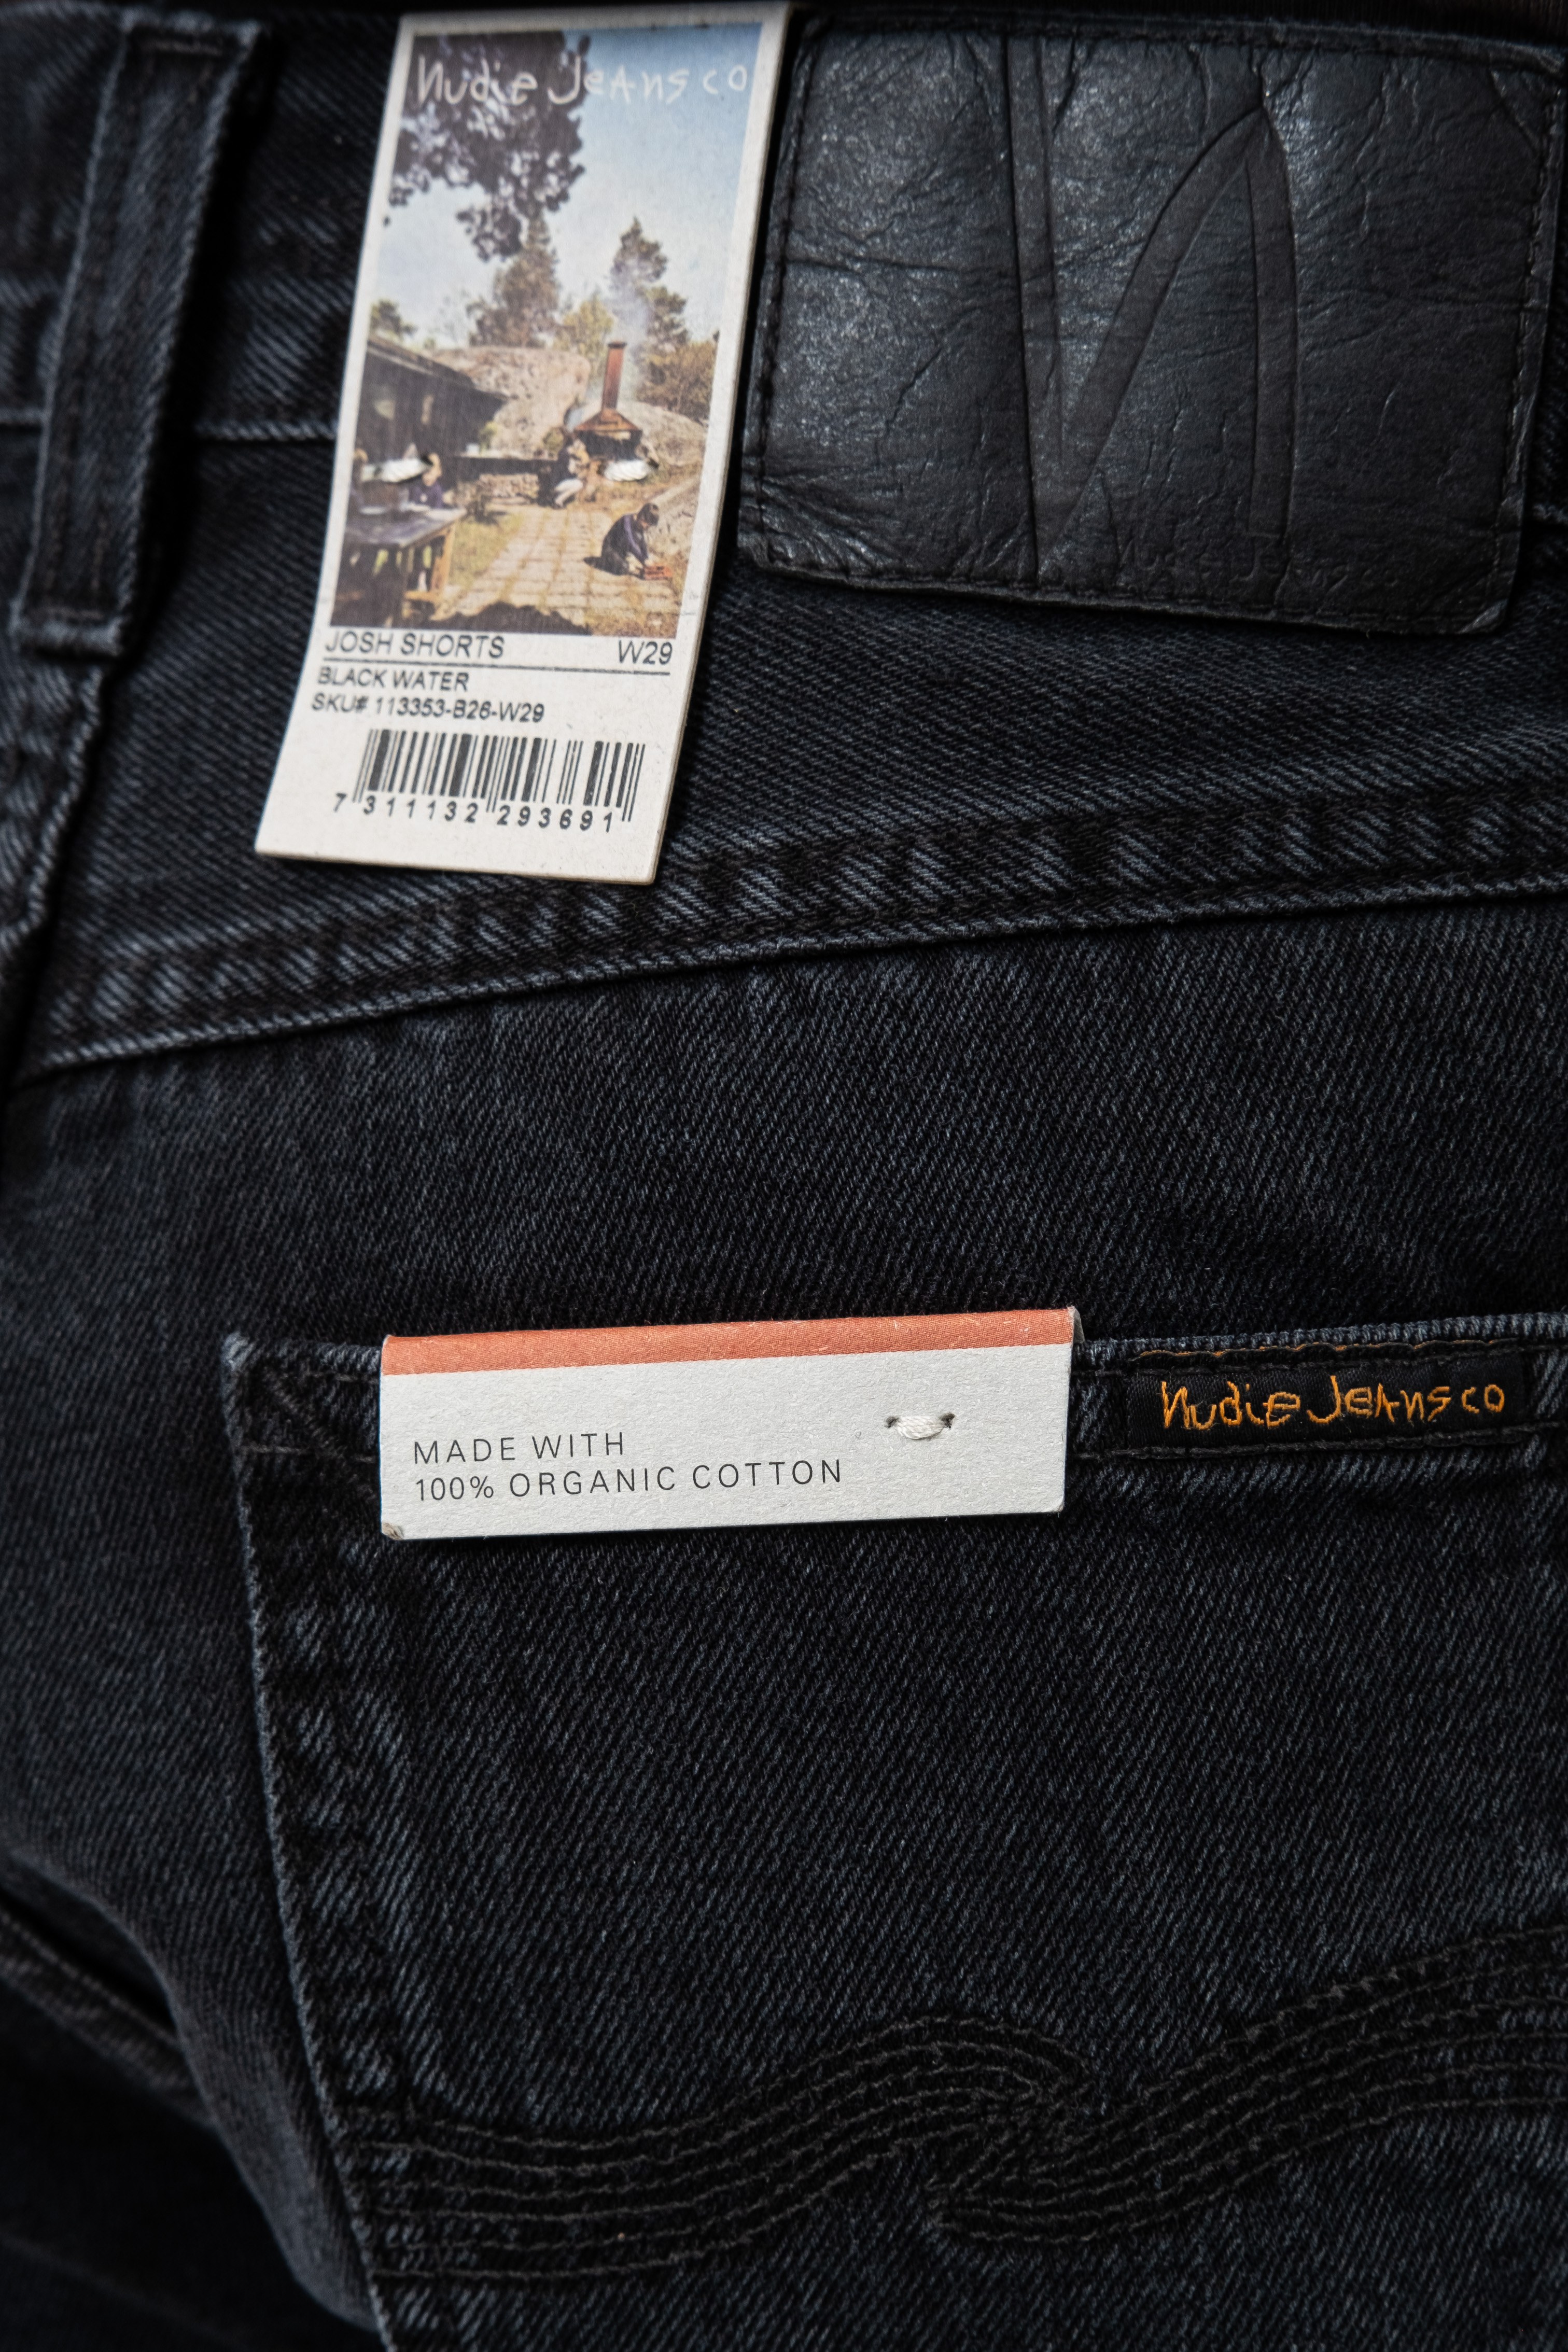 Nudie Jeans co
JOSH SHORTS W29
BLACK WATER
SKU# 113353-B26-W29
7 311132 293691
MADE WITH
100% ORGANIC COTTON
Nudie Jeans co